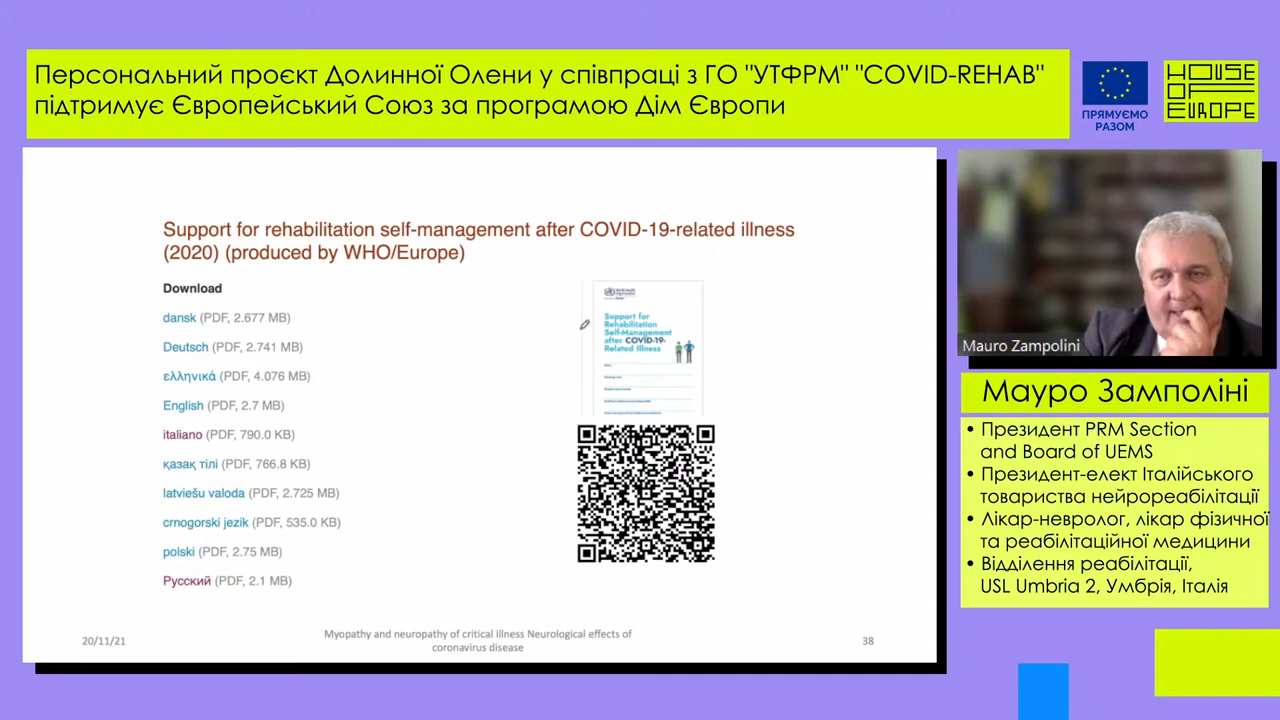 Персональний проєкт Долинної Олени у співпраці з ГО "УТФРМ" "COVID-REHAB"
підтримує Європейський Союз за програмою Дім Європи
ПРЯМУЄМО
РАЗОМ
HOUSE
OF
EUROPE
Support for rehabilitation self-management after COVID-19-related illness
(2020) (produced by WHO/Europe)
Download
dansk (PDF, 2.677 MB)
Deutsch (PDF, 2.741 MB)
ελληνικά (PDF, 4.076 MB)
English (PDF, 2.7 MB)
italiano (PDF, 790.0 KB)
қазақ тілі (PDF, 766.8 KB)
latviešu valoda (PDF, 2.725 MB)
crnogorski jezik (PDF, 535.0 KB)
polski (PDF, 2.75 MB)
Русский (PDF, 2.1 MB)
World Health
Organization
Support for
Rehabilitation
Self-Management
after COVID-19-
Related Illness
20/11/21
Myopathy and neuropathy of critical illness Neurological effects of
coronavirus disease
38
Mauro Zampolini
Мауро Замполіні
• Президент PRM Section
and Board of UEMS
• Президент-елект Італійського
товариства нейрореабілітації
• Лікар-невролог, лікар фізичної
та реабілітаційної медицини
• Відділення реабілітації,
USL Umbria 2, Умбрія, Італія